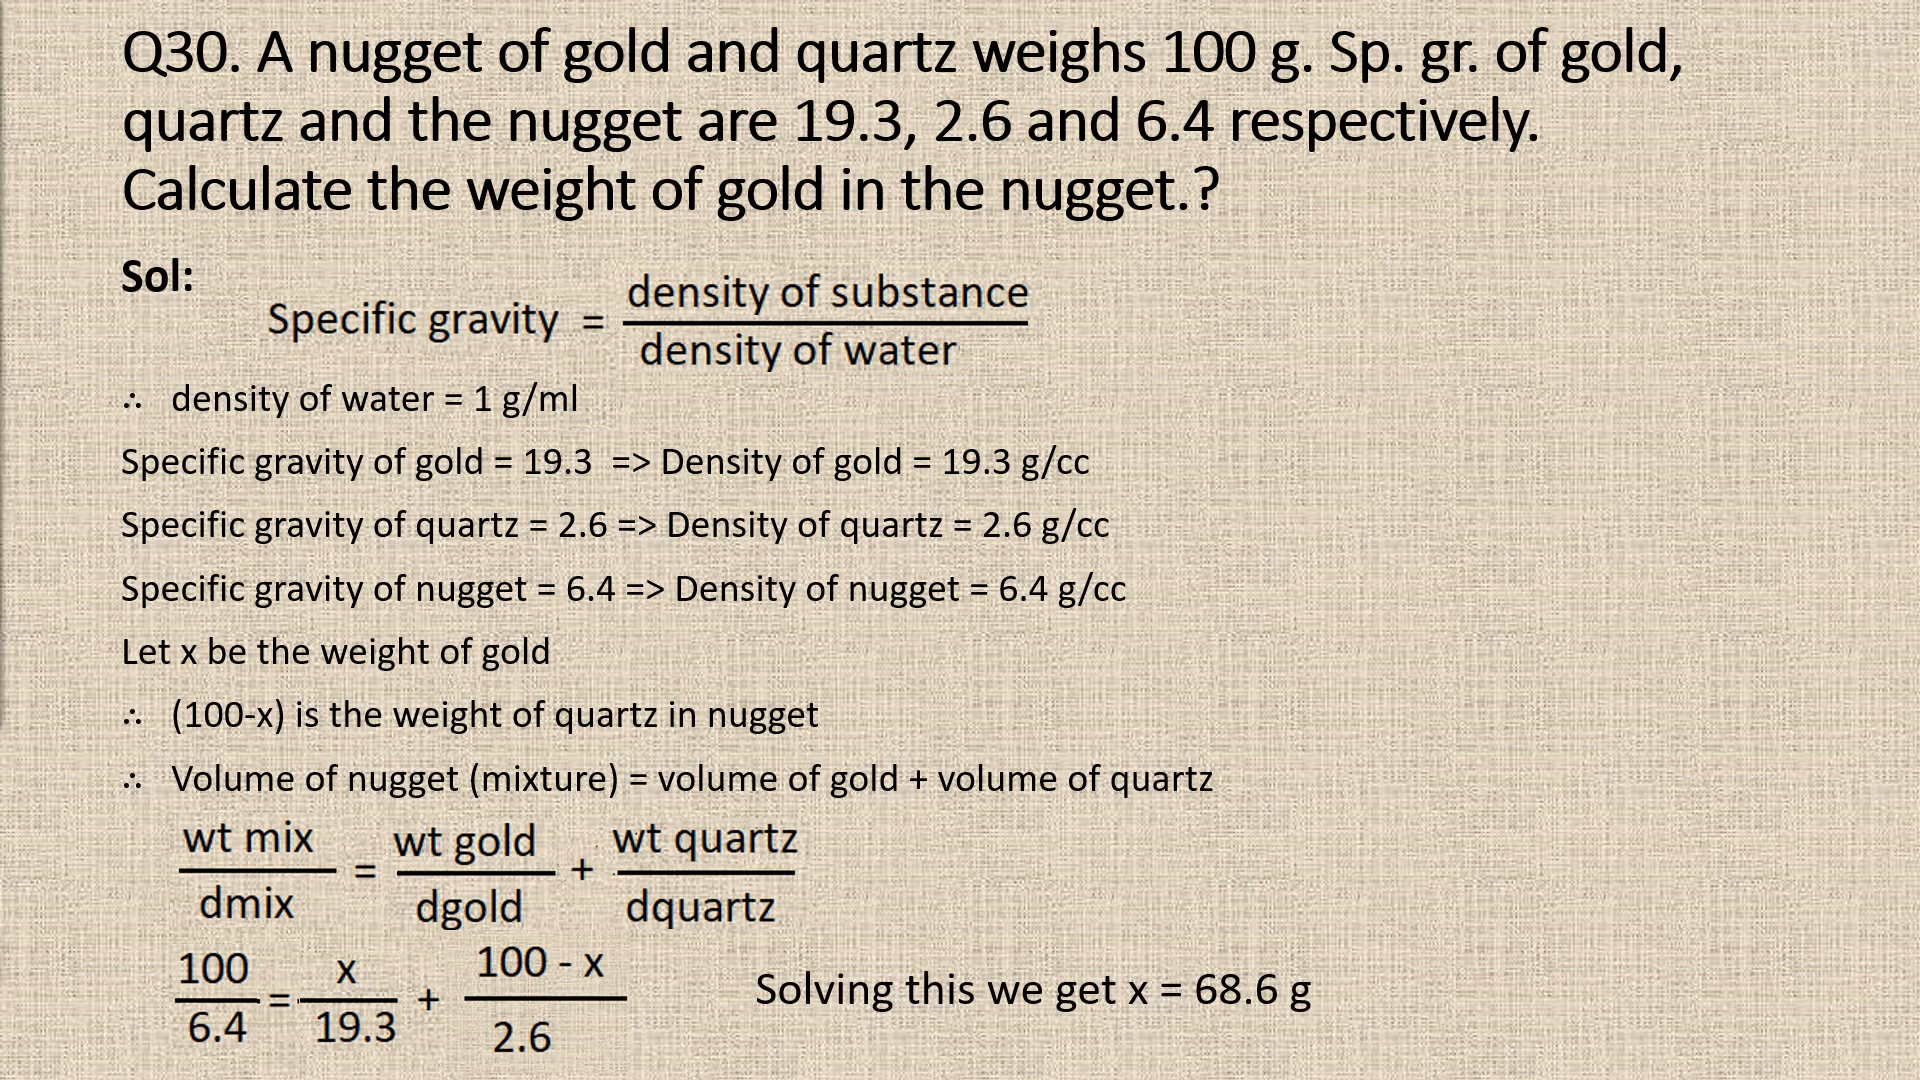 Q30. A nugget of gold and quartz weighs 100 g. Sp. gr. of gold,
quartz and the nugget are 19.3, 2.6 and 6.4 respectively.
Calculate the weight of gold in the nugget.?
Sol:
Specific gravity = density of substance
density of water
∴ density of water = 1 g/ml
Specific gravity of gold = 19.3 => Density of gold = 19.3 g/cc
Specific gravity of quartz = 2.6 => Density of quartz = 2.6 g/cc
Specific gravity of nugget = 6.4 => Density of nugget = 6.4 g/cc
Let x be the weight of gold
∴ (100-x) is the weight of quartz in nugget
∴ Volume of nugget (mixture) = volume of gold + volume of quartz
wt mix = wt gold + wt quartz
dmix dgold dquartz
100 = x + 100 - x
6.4 19.3 2.6
Solving this we get x = 68.6 g